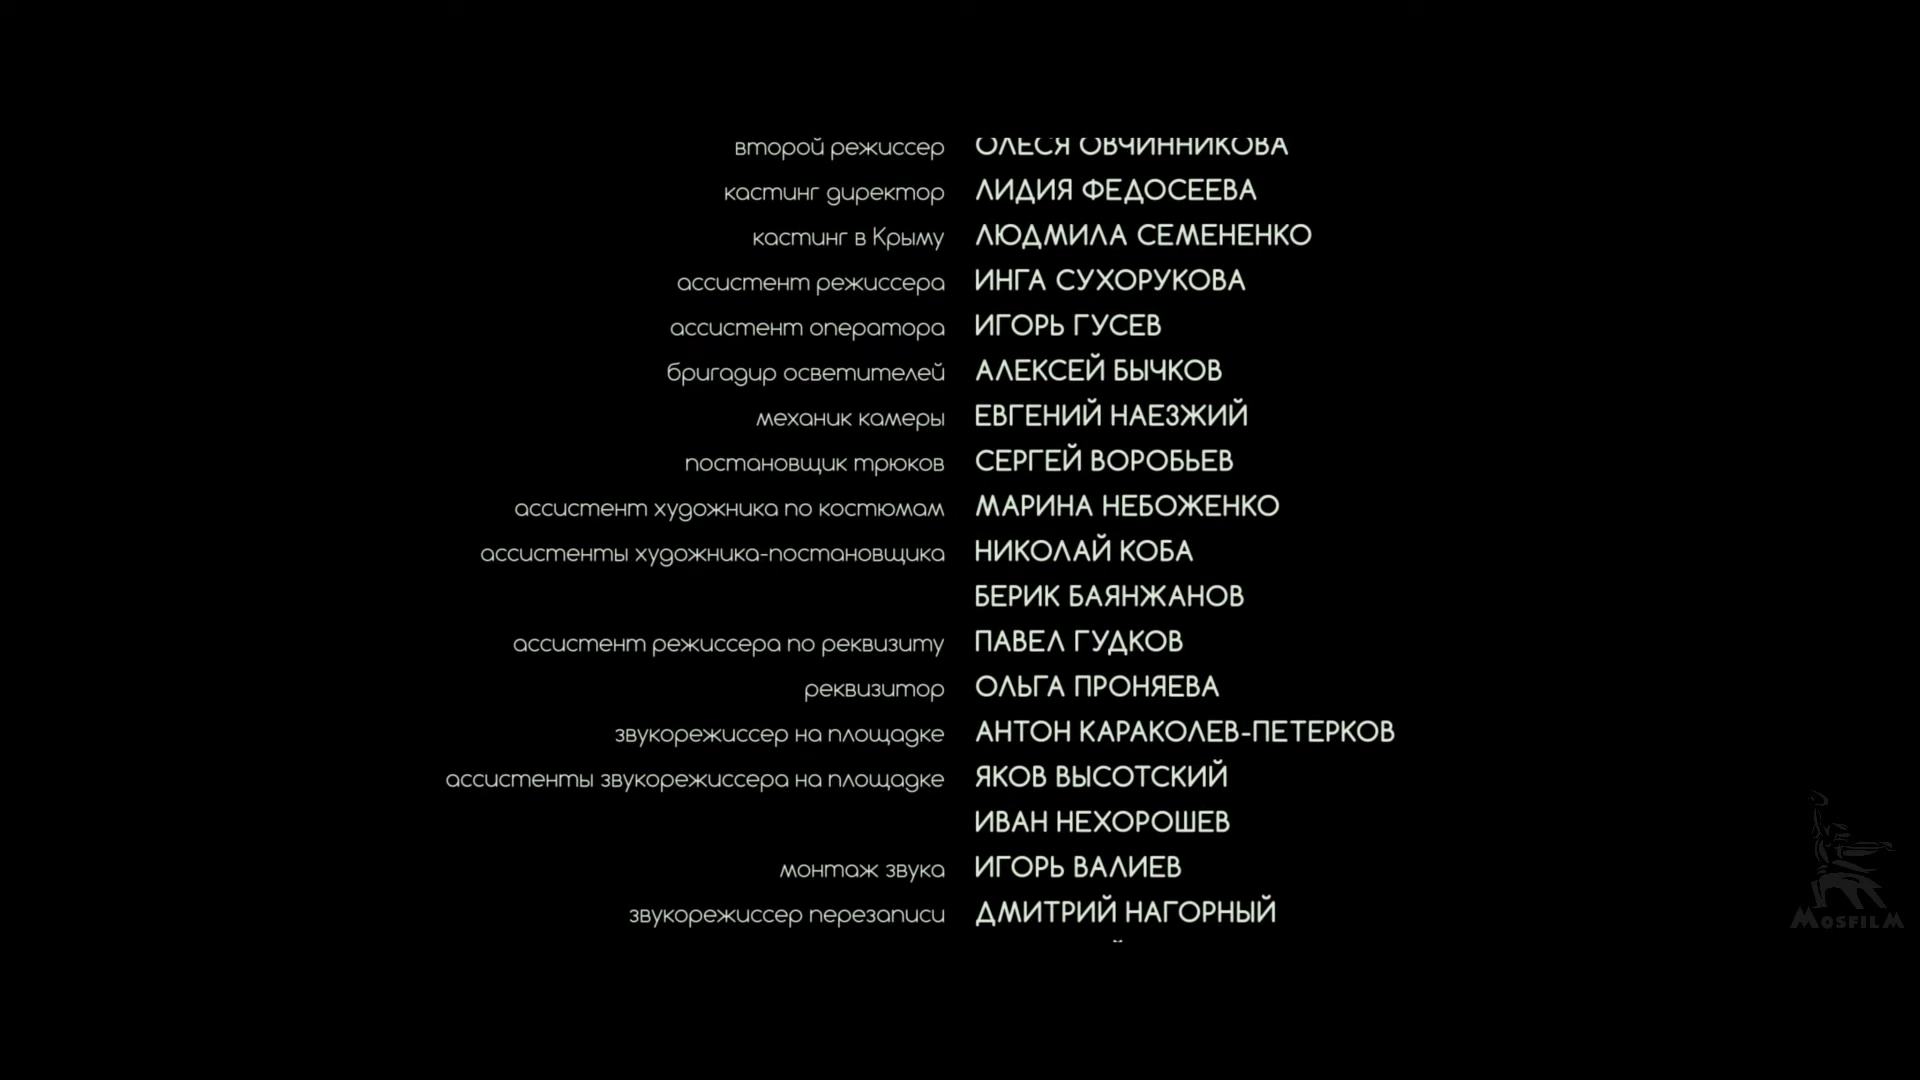 второй режиссер ОЛЕСЯ ОВЧИННИКОВА
кастинг директор ЛИДИЯ ФЕДОСЕЕВА
кастинг в Крыму ЛЮДМИЛА СЕМЕНЕНКО
ассистент режиссера ИНГА СУХОРУКОВА
ассистент оператора ИГОРЬ ГУСЕВ
бригадир осветителей АЛЕКСЕЙ БЫЧКОВ
механик камеры ЕВГЕНИЙ НАЕЗЖИЙ
постановщик трюков СЕРГЕЙ ВОРОБЬЕВ
ассистент художника по костюмам МАРИНА НЕБОЖЕНКО
ассистенты художника-постановщика НИКОЛАЙ КОБА
БЕРИК БАЯНЖАНОВ
ассистент режиссера по реквизиту ПАВЕЛ ГУДКОВ
реквизитор ОЛЬГА ПРОНЯЕВА
звукорежиссер на площадке АНТОН КАРАКОЛЕВ-ПЕТЕРКОВ
ассистенты звукорежиссера на площадке ЯКОВ ВЫСОТСКИЙ
ИВАН НЕХОРОШЕВ
монтаж звука ИГОРЬ ВАЛИЕВ
звукорежиссер перезаписи ДМИТРИЙ НАГОРНЫЙ
MOSFILM